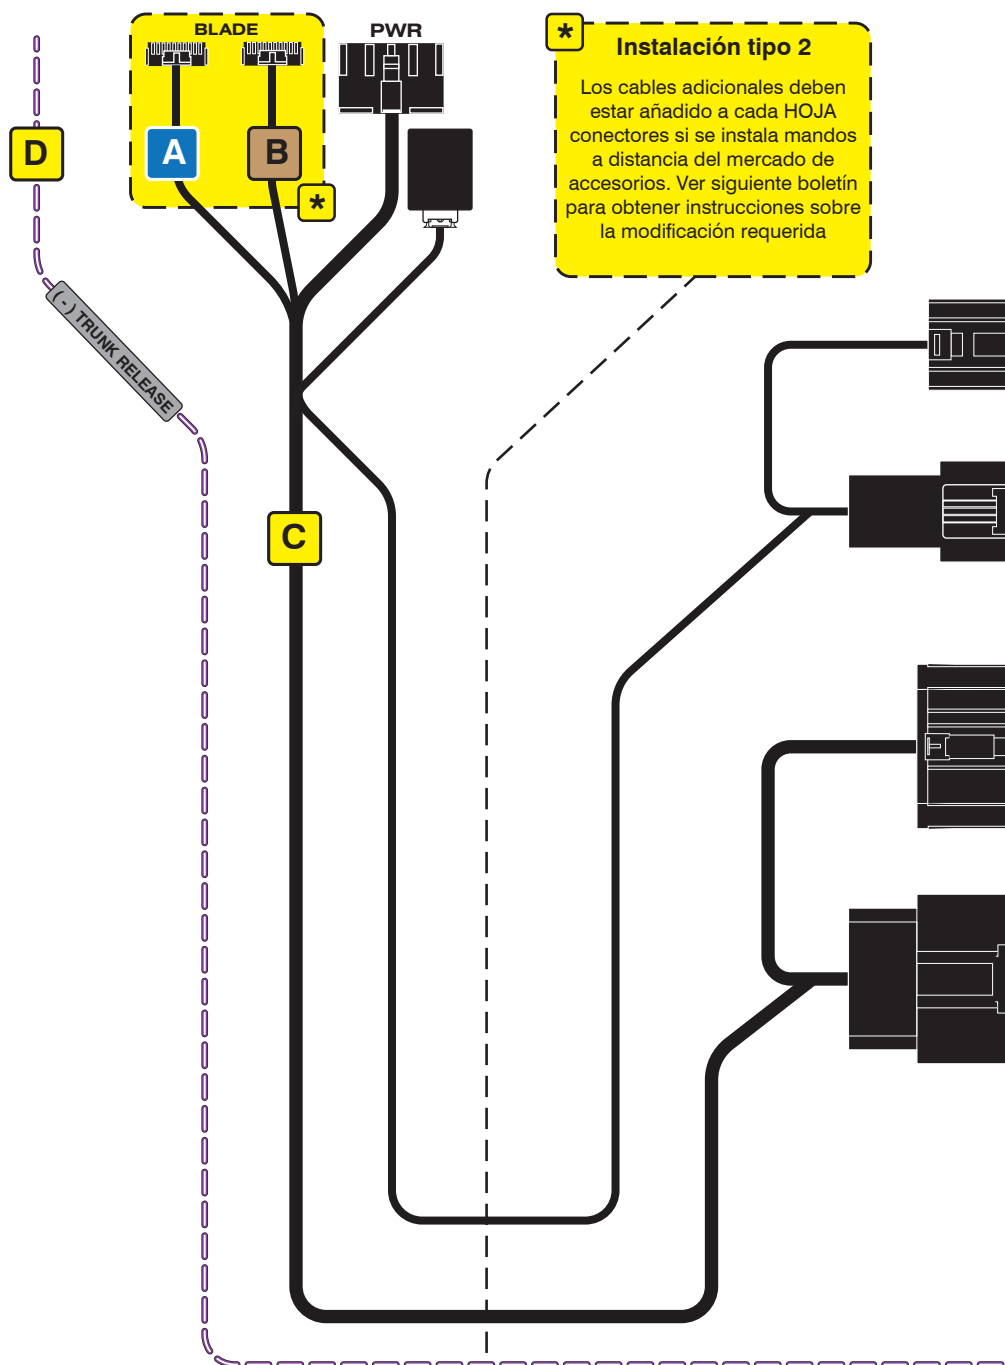 BLADE
PWR
*
Instalación tipo 2
Los cables adicionales deben
estar añadido a cada HOJA
conectores si se instala mandos
a distancia del mercado de
accesorios. Ver siguiente boletín
para obtener instrucciones sobre
la modificación requerida
D
A
B
*
(-) TRUNK RELEASE
C